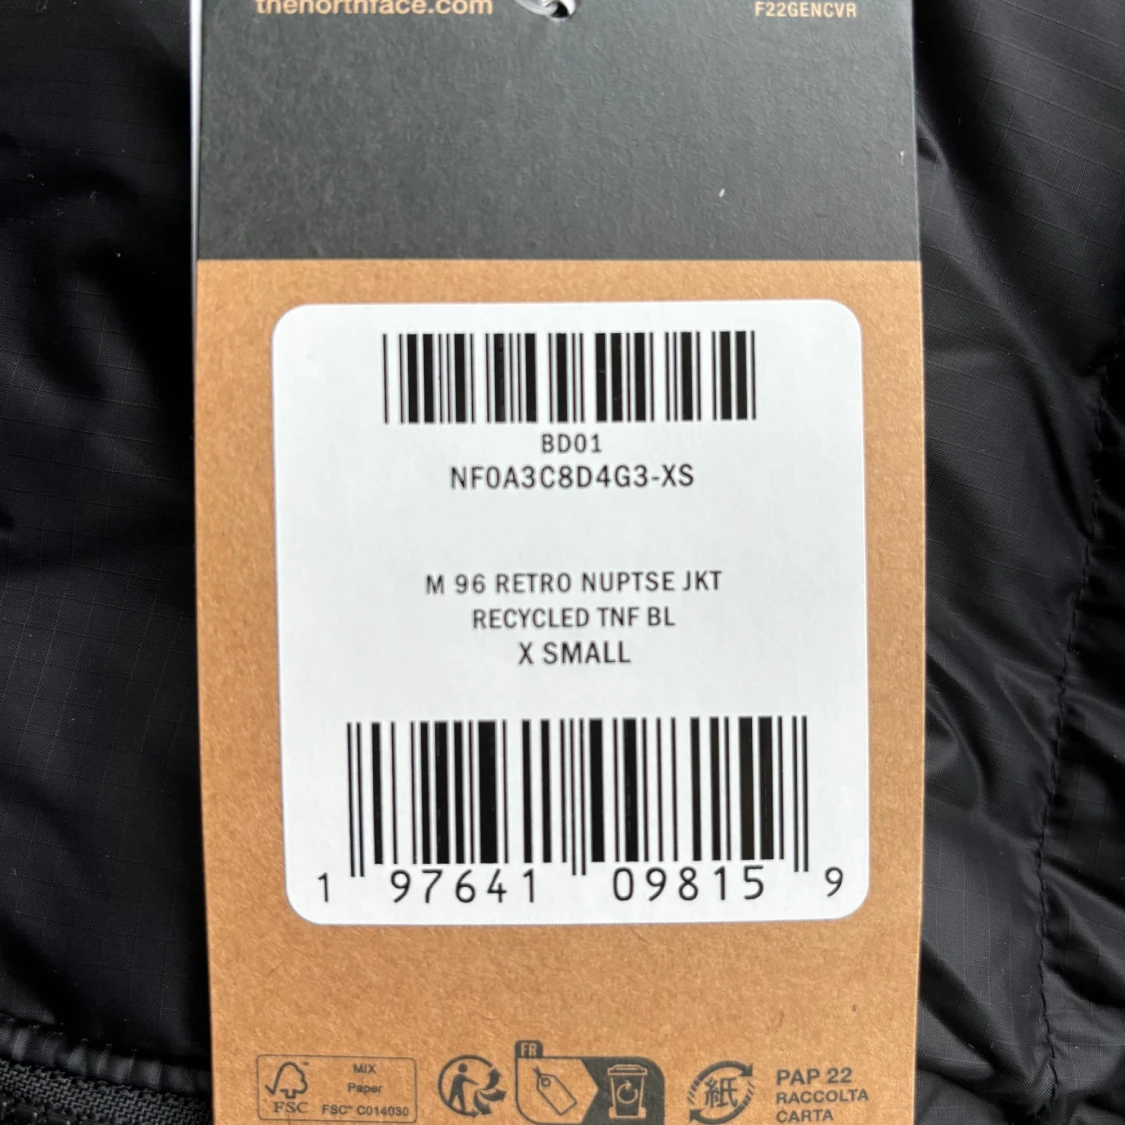 thenorthface.com
F22GENCVR
BD01
NF0A3C8D4G3-XS
M 96 RETRO NUPTSE JKT
RECYCLED TNF BL
X SMALL
1 97641 09815 9
FSC
MIX
Paper
FSC™ C014030
FR
紙
PAP 22
RACCOLTA
CARTA